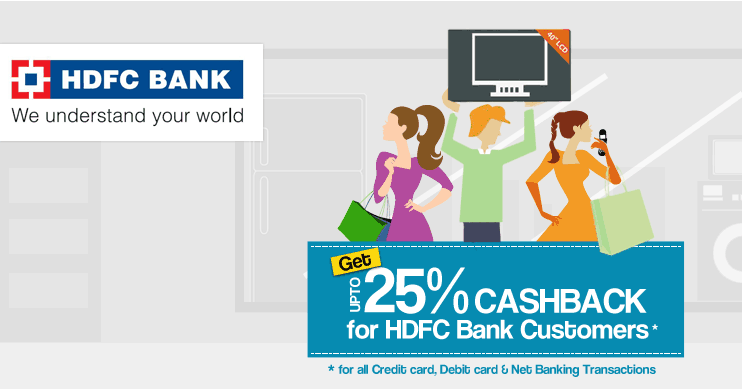 HDFC BANK
We understand your world
40" LCD
Get
UPTO 25% CASHBACK
for HDFC Bank Customers *
* for all Credit card, Debit card & Net Banking Transactions